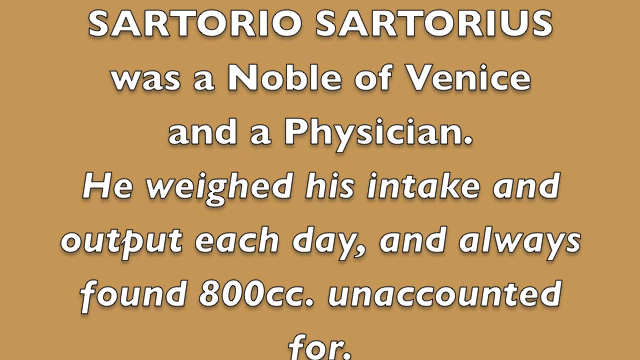 SARTORIO SARTORIUS
was a Noble of Venice
and a Physician.
He weighed his intake and
output each day, and always
found 800cc. unaccounted
for.